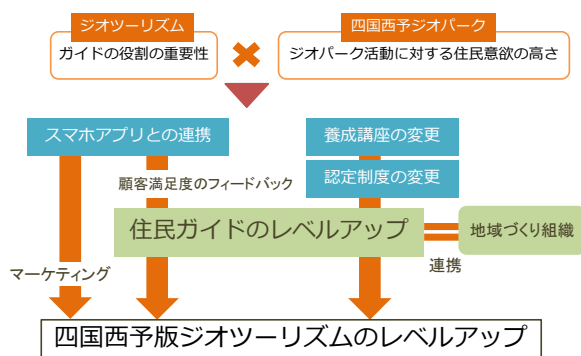 ジオツーリズム
ガイドの役割の重要性
四国西予ジオパーク
ジオパーク活動に対する住民意欲の高さ
スマホアプリとの連携
養成講座の変更
認定制度の変更
顧客満足度のフィードバック
住民ガイドのレベルアップ
地域づくり組織
連携
マーケティング
四国西予版ジオツーリズムのレベルアップ